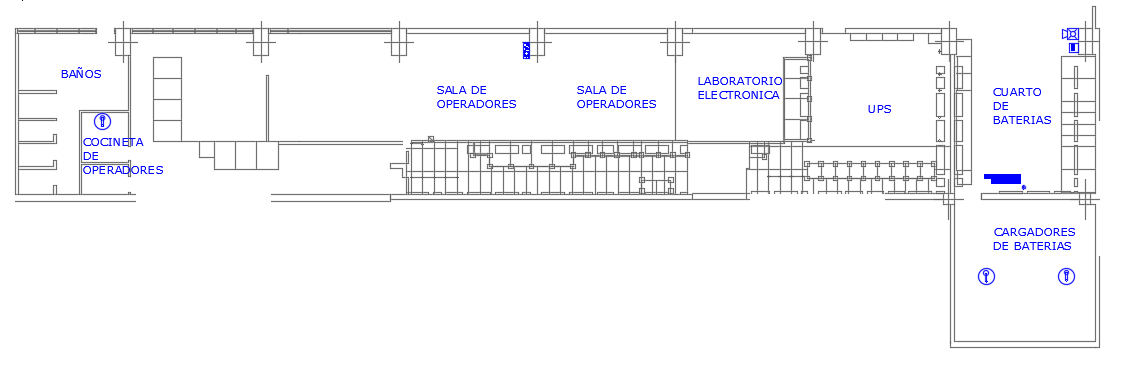 BAÑOS
COCINETA
DE
OPERADORES
SALA DE
OPERADORES
SALA DE
OPERADORES
LABORATORIO
ELECTRONICA
UPS
CUARTO
DE
BATERIAS
CARGADORES
DE BATERIAS